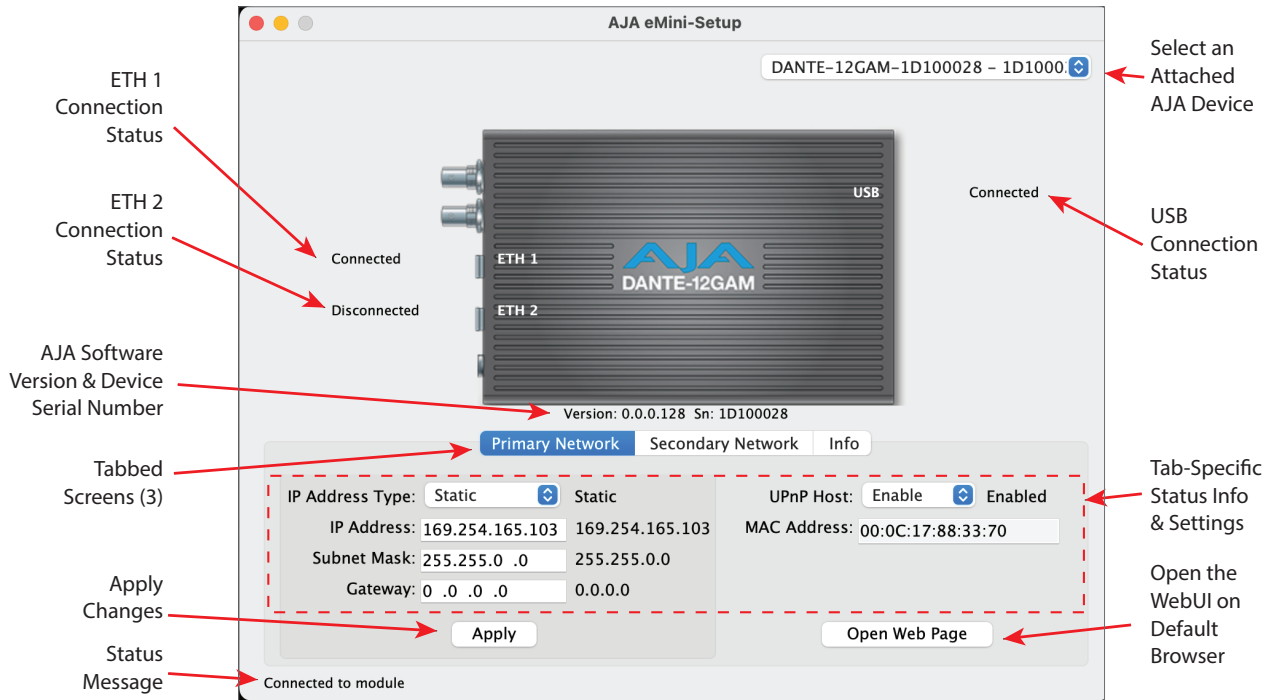 AJA eMini-Setup
DANTE-12GAM-1D100028 - 1D1000
Select an
Attached
AJA Device
ETH 1
Connection
Status
ETH 2
Connection
Status
USB
Connected
USB
Connection
Status
Connected
ETH 1
AJA
DANTE-12GAM
Disconnected
ETH 2
AJA Software
Version & Device
Serial Number
Version: 0.0.0.128 Sn: 1D100028
Primary Network Secondary Network Info
Tabbed
Screens (3)
Tab-Specific
Status Info
& Settings
IP Address Type: Static Static UPnP Host: Enable Enabled
IP Address: 169.254.165.103 169.254.165.103 MAC Address: 00:0C:17:88:33:70
Subnet Mask: 255.255.0 .0 255.255.0.0
Gateway: 0 .0 .0 .0 0.0.0.0
Apply
Changes
Apply
Open Web Page
Open the
WebUI on
Default
Browser
Status
Message
Connected to module